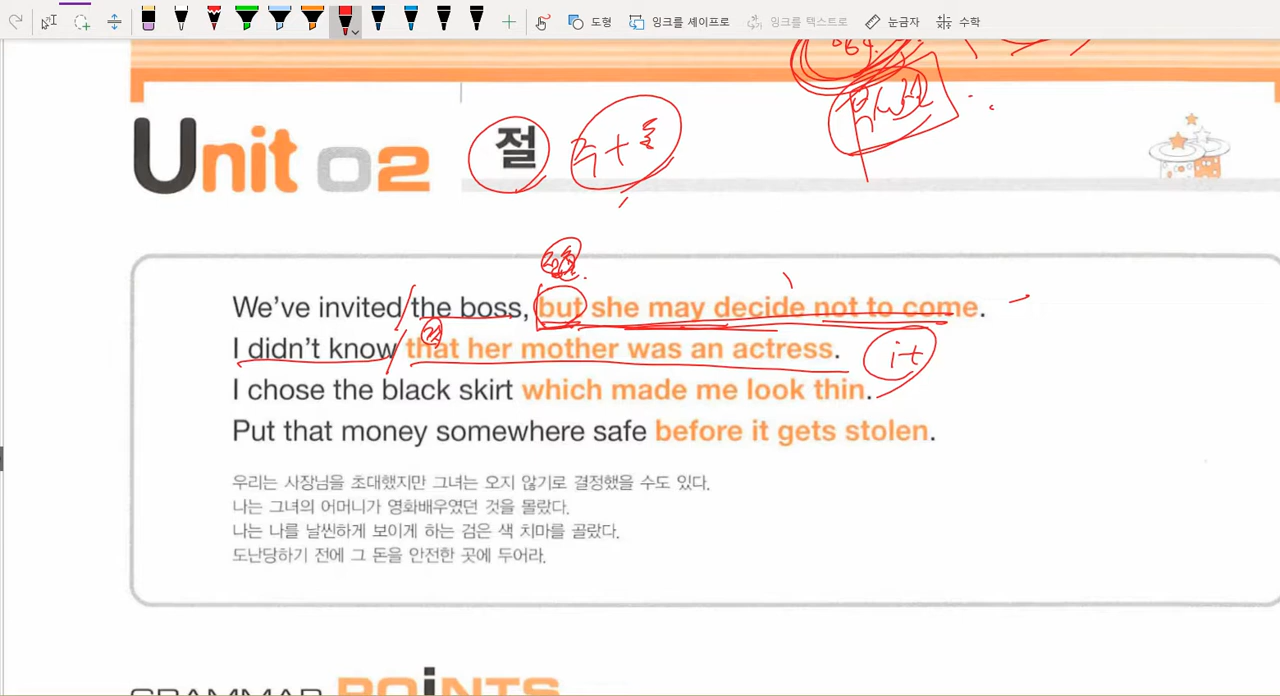 도형 잉크를 셰이프로 잉크를 텍스트로 눈금자 수학
Unit 02 절 주+동
We've invited the boss, but she may decide not to come.
I didn't know that her mother was an actress. it
I chose the black skirt which made me look thin.
Put that money somewhere safe before it gets stolen.
우리는 사장님을 초대했지만 그녀는 오지 않기로 결정했을 수도 있다.
나는 그녀의 어머니가 영화배우였던 것을 몰랐다.
나는 나를 날씬하게 보이게 하는 검은 색 치마를 골랐다.
도난당하기 전에 그 돈을 안전한 곳에 두어라.
GRAMMAR POiNTS